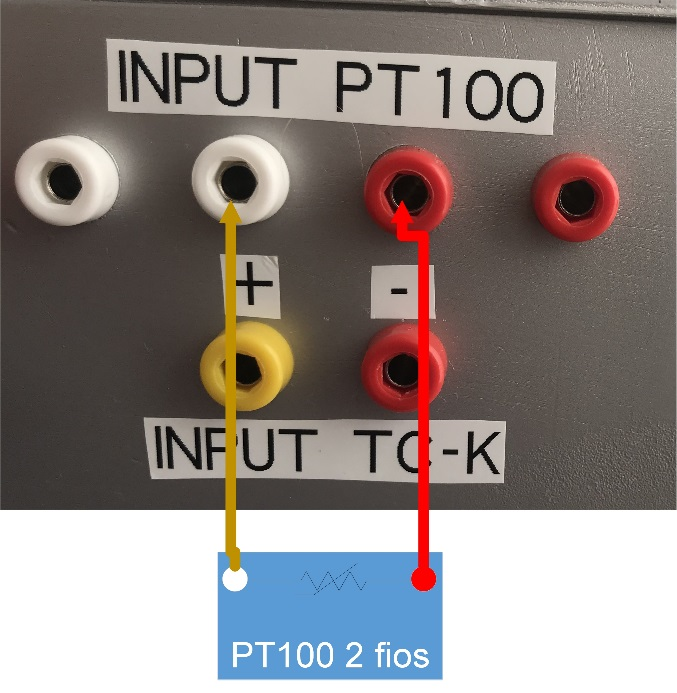 INPUT PT100
+ -
INPUT TC-K
PT100 2 fios